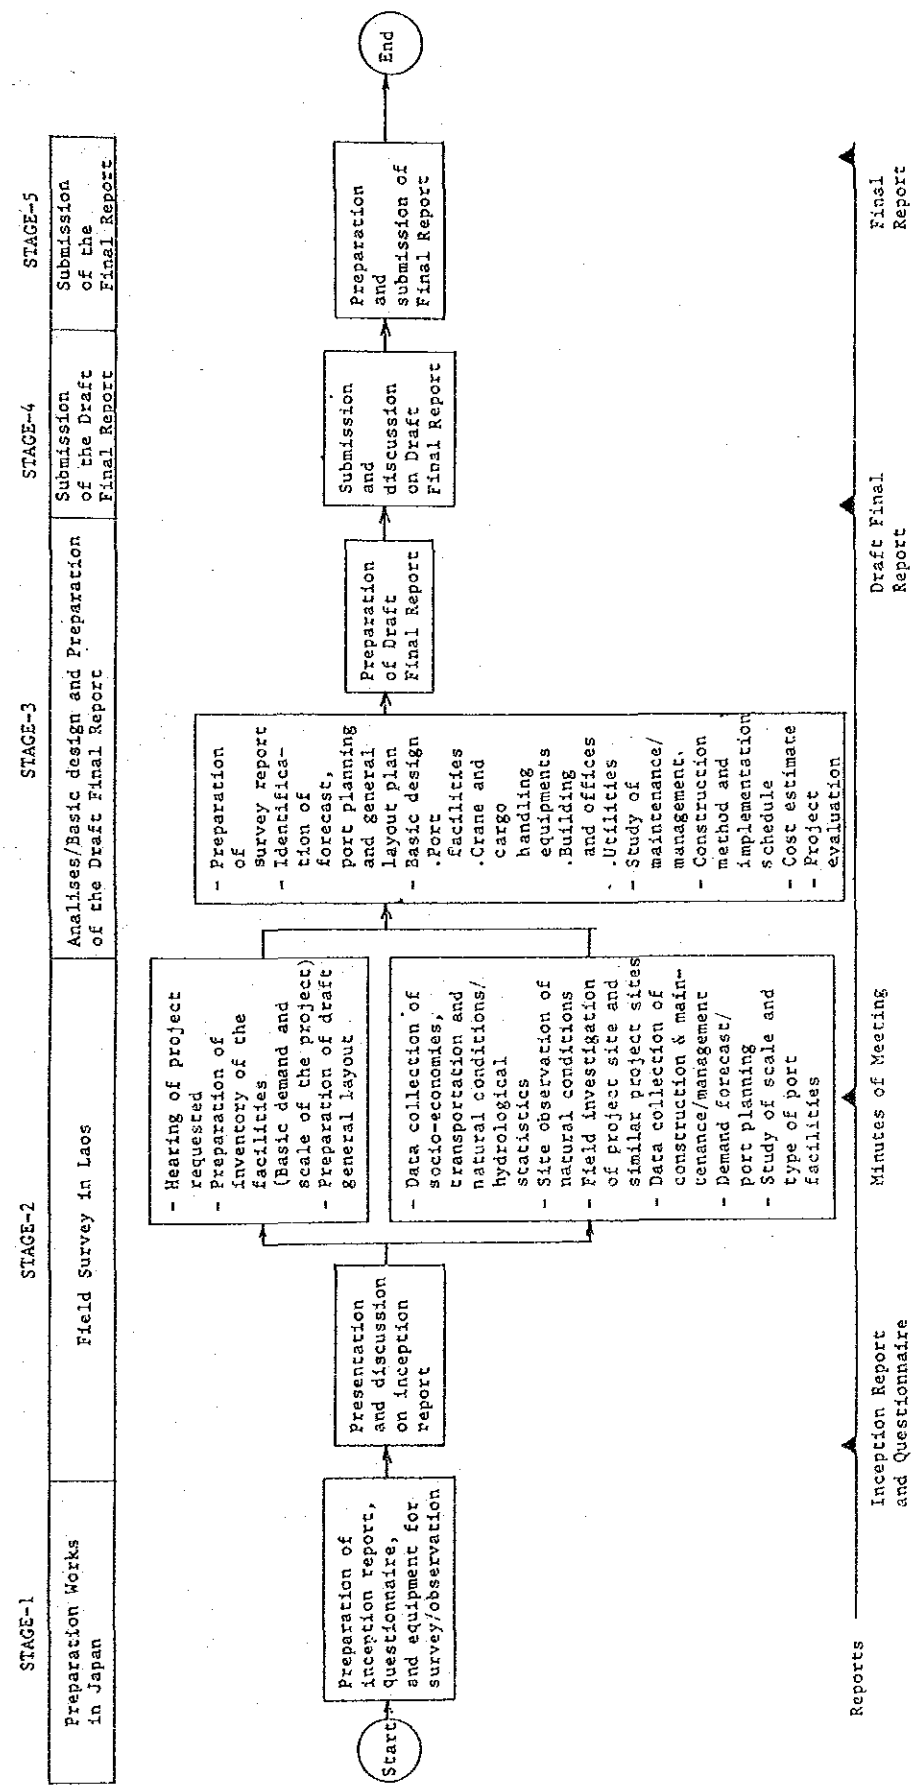 STAGE-1
STAGE-2
STAGE-3
STAGE-4
STAGE-5
Preparation Works
in Japan
Field Survey in Laos
Analises/Basic design and Preparation
of the Draft Final Report
Submission
of the Draft
Final Report
Submission
of the
Final Report
Start
Preparation of
inception report,
questionnaire,
and equipment for
survey/observation
Presentation
and discussion
on inception
report
- Hearing of project
requested
- Preparation of
inventory of the
facilities
(Basic demand and
scale of the project)
- Preparation of draft
general layout
- Data collection of
socio-economies,
transportation and
natural conditions/
hydrological
statistics
- Site observation of
natural conditions
- Field investigation
of project site and
similar project sites
- Data collection of
construction & main-
tenance/management
- Demand forecast/
port planning
- Study of scale and
type of port
facilities
- Preparation
of
survey report
- Identifica-
tion of
forecast,
port planning
and general
layout plan
- Basic design
.Port
facilities
.Crane and
cargo
handling
equipments
.Building
and offices
.Utilities
- Study of
maintenance/
management.
- Construction
method and
implementation
schedule
- Cost estimate
- Project
evaluation
Preparation
of Draft
Final Report
Submission
and
discussion
on Draft
Final Report
Preparation
and
submission of
Final Report
End
Reports
Inception Report
and Questionnaire
Minutes of Meeting
Draft Final
Report
Final
Report